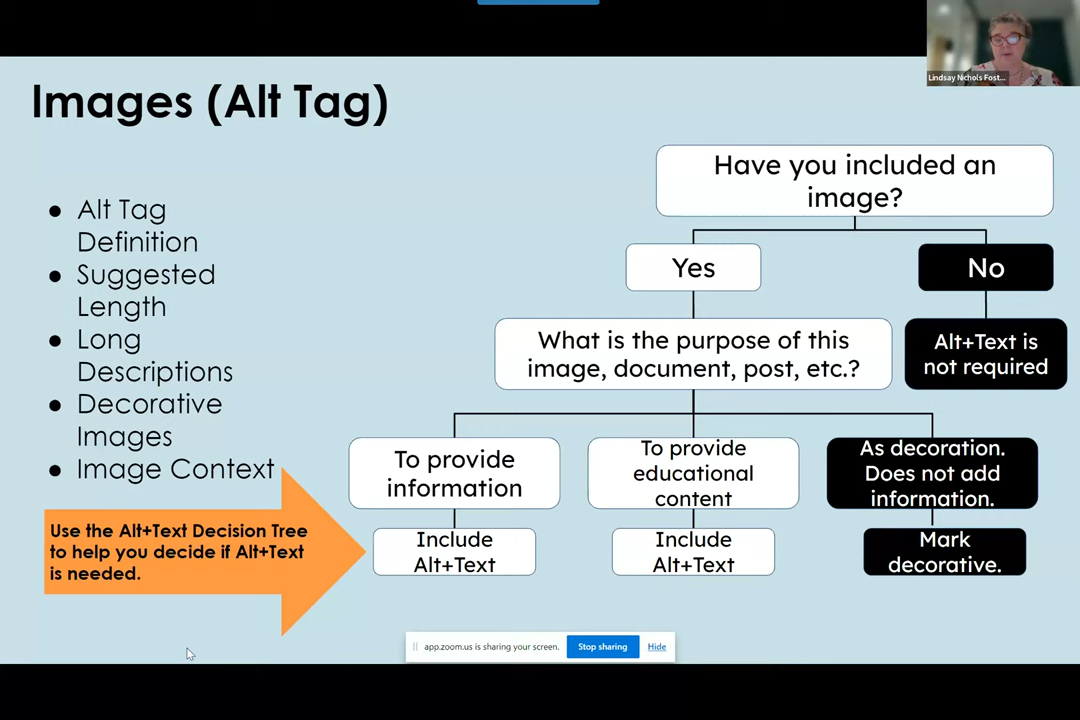 Lindsay Nichols Fost...
Images (Alt Tag)
● Alt Tag
Definition
● Suggested
Length
● Long
Descriptions
● Decorative
Images
● Image Context
Use the Alt+Text Decision Tree
to help you decide if Alt+Text
is needed.
Have you included an
image?
Yes
No
What is the purpose of this
image, document, post, etc.?
Alt+Text is
not required
To provide
information
To provide
educational
content
As decoration.
Does not add
information.
Include
Alt+Text
Include
Alt+Text
Mark
decorative.
app.zoom.us is sharing your screen.
Stop sharing
Hide